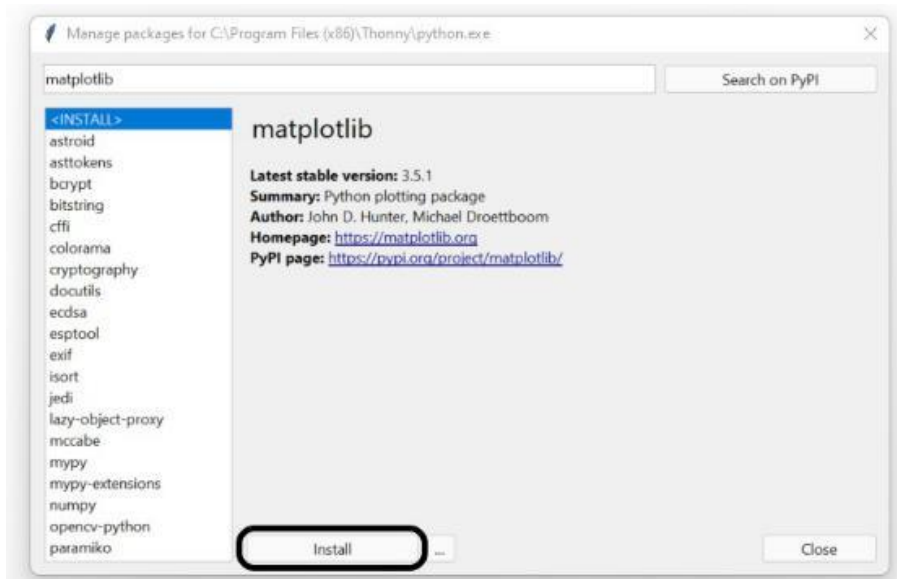 Manage packages for C:\Program Files (x86)\Thonny\python.exe
matplotlib
Search on PyPI
<INSTALL>
astroid
asttokens
bcrypt
bitstring
cffi
colorama
cryptography
docutils
ecdsa
esptool
exif
isort
jedi
lazy-object-proxy
mccabe
mypy
mypy-extensions
numpy
opencv-python
paramiko
matplotlib
Latest stable version: 3.5.1
Summary: Python plotting package
Author: John D. Hunter, Michael Droettboom
Homepage: https://matplotlib.org
PyPI page: https://pypi.org/project/matplotlib/
Install
...
Close